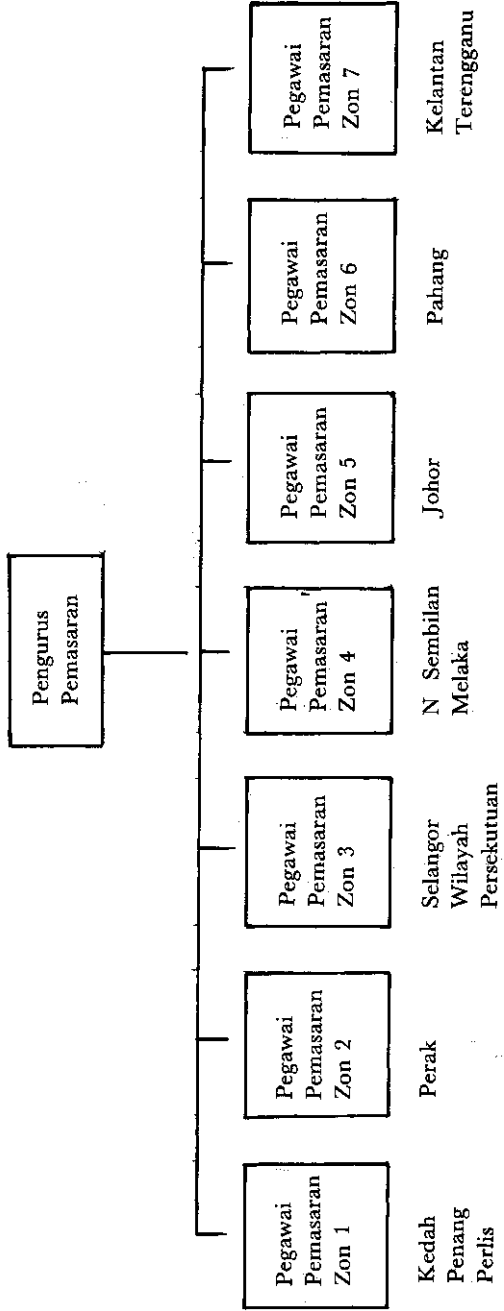 Pengurus
Pemasaran
Pegawai
Pemasaran
Zon 1
Pegawai
Pemasaran
Zon 2
Pegawai
Pemasaran
Zon 3
Pegawai
Pemasaran
Zon 4
Pegawai
Pemasaran
Zon 5
Pegawai
Pemasaran
Zon 6
Pegawai
Pemasaran
Zon 7
Kedah
Penang
Perlis
Perak
Selangor
Wilayah
Persekutuan
N Sembilan
Melaka
Johor
Pahang
Kelantan
Terengganu